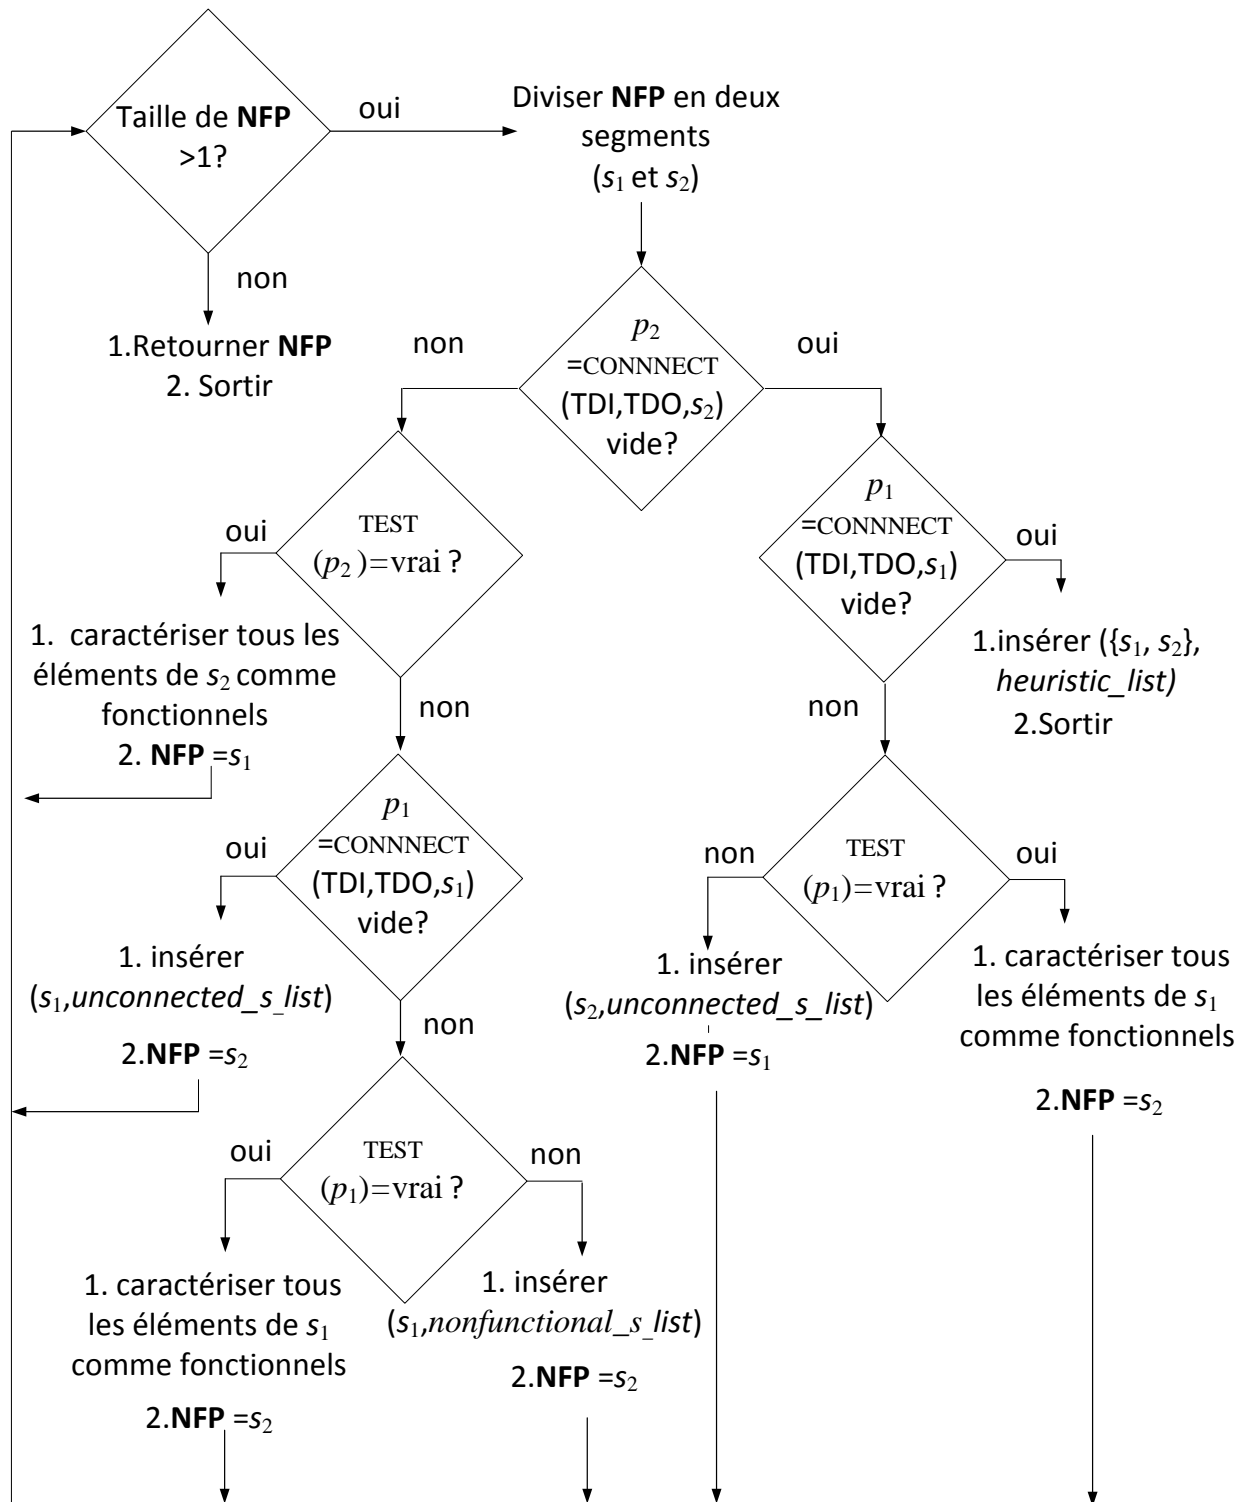 Taille de NFP
>1?
oui
Diviser NFP en deux
segments
(s1 et s2)
non
1.Retourner NFP
2. Sortir
non
p2
=CONNNECT
(TDI,TDO,s2)
vide?
oui
oui
TEST
(p2)=vrai ?
non
1. caractériser tous les
éléments de s2 comme
fonctionnels
2. NFP =s1
p1
=CONNNECT
(TDI,TDO,s1)
vide?
oui
non
1.insérer ({s1, s2},
heuristic_list)
2.Sortir
oui
p1
=CONNNECT
(TDI,TDO,s1)
vide?
non
1. insérer
(s1,unconnected_s_list)
2.NFP =s2
non
TEST
(p1)=vrai ?
oui
1. insérer
(s2,unconnected_s_list)
2.NFP =s1
1. caractériser tous
les éléments de s1
comme fonctionnels
2.NFP =s2
oui
TEST
(p1)=vrai ?
non
1. caractériser tous
les éléments de s1
comme fonctionnels
2.NFP =s2
1. insérer
(s1,nonfunctional_s_list)
2.NFP =s2